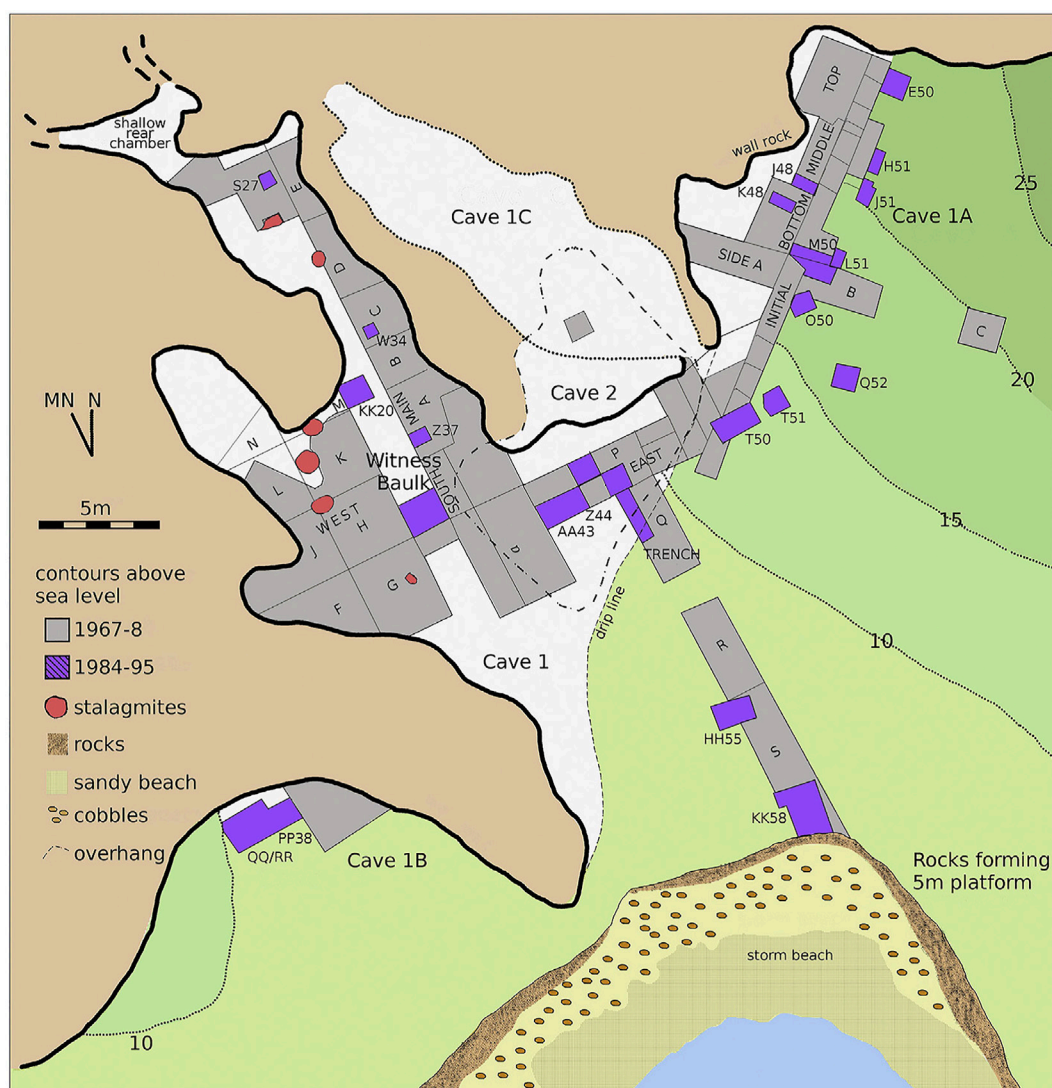 shallow
rear
chamber
S27
E
D
C
W34
B
A
MAIN
Z37
SOUTH
Witness
Baulk
KK20
M
N
L
K
WEST
H
J
G
F
Cave 1C
Cave 2
Cave 1
wall rock
TOP
MIDDLE
BOTTOM
INITIAL
SIDE A
E50
H51
J51
J48
K48
M50
L51
B
O50
C
Q52
T51
T50
Cave 1A
25
20
15
10
P
EAST
Z44
AA43
Q
TRENCH
drip line
R
HH55
S
KK58
MN N
5m
contours above
sea level
1967-8
1984-95
stalagmites
rocks
sandy beach
cobbles
overhang
PP38
QQ/RR
Cave 1B
10
Rocks forming
5m platform
storm beach